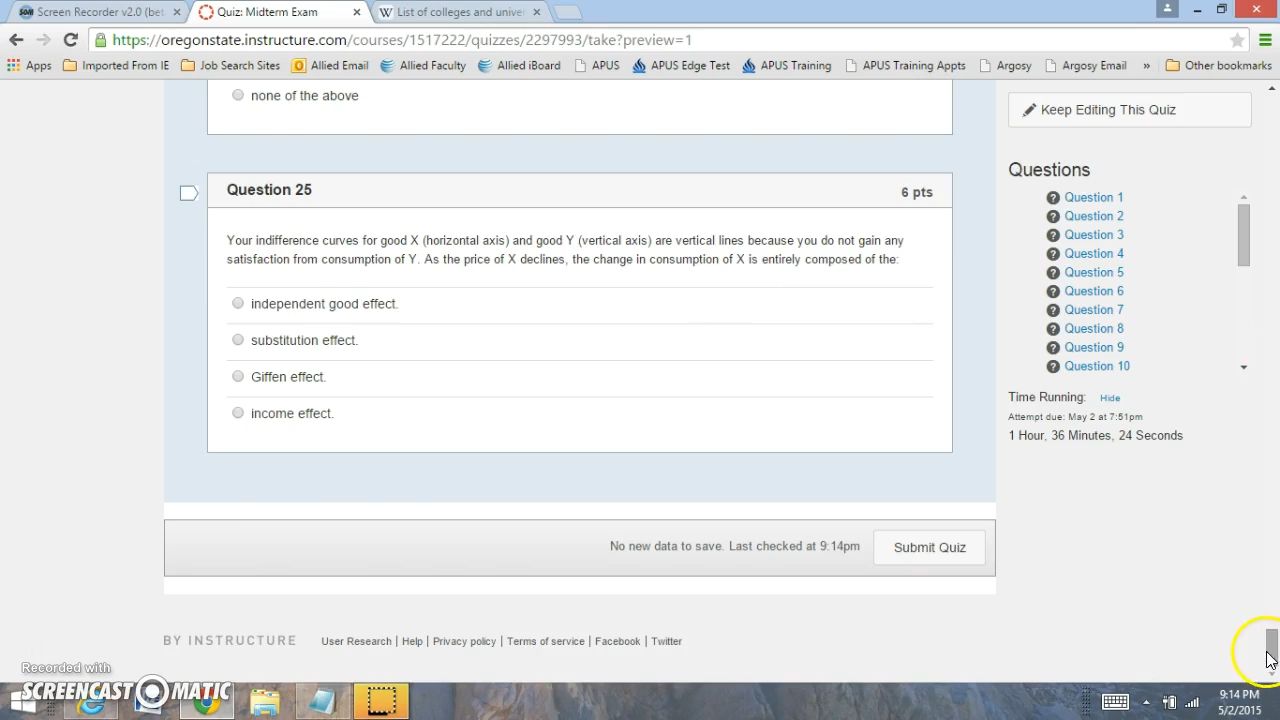 Screen Recorder v2.0 (bet
Quiz: Midterm Exam
List of colleges and univer
https://oregonstate.instructure.com/courses/1517222/quizzes/2297993/take?preview=1
Apps
Imported From IE
Job Search Sites
Allied Email
Allied Faculty
Allied iBoard
APUS
APUS Edge Test
APUS Training
APUS Training Appts
Argosy
Argosy Email
»
Other bookmarks
none of the above
Keep Editing This Quiz
Question 25
6 pts
Your indifference curves for good X (horizontal axis) and good Y (vertical axis) are vertical lines because you do not gain any
satisfaction from consumption of Y. As the price of X declines, the change in consumption of X is entirely composed of the:
independent good effect.
substitution effect.
Giffen effect.
income effect.
Questions
Question 1
Question 2
Question 3
Question 4
Question 5
Question 6
Question 7
Question 8
Question 9
Question 10
Time Running: Hide
Attempt due: May 2 at 7:51pm
1 Hour, 36 Minutes, 24 Seconds
No new data to save. Last checked at 9:14pm
Submit Quiz
BY INSTRUCTURE
User Research | Help | Privacy policy | Terms of service | Facebook | Twitter
Recorded with
SCREENCAST O MATIC
9:14 PM
5/2/2015